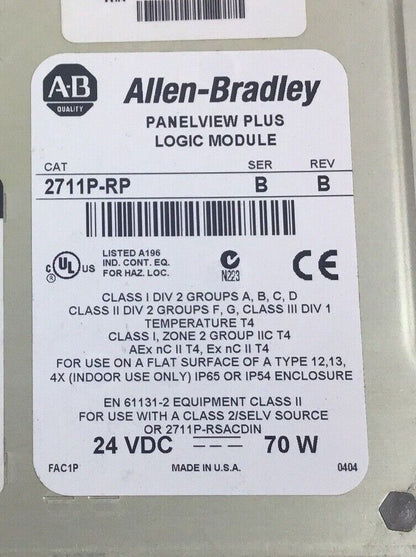 A-B
QUALITY
Allen-Bradley
PANELVIEW PLUS
LOGIC MODULE
CAT SER REV
2711P-RP B B
c UL US
®
LISTED A196
IND. CONT. EQ.
FOR HAZ. LOC.
N223
CE
CLASS I DIV 2 GROUPS A, B, C, D
CLASS II DIV 2 GROUPS F, G, CLASS III DIV 1
TEMPERATURE T4
CLASS I, ZONE 2 GROUP IIC T4
AEx nC II T4, Ex nC II T4
FOR USE ON A FLAT SURFACE OF A TYPE 12,13,
4X (INDOOR USE ONLY) IP65 OR IP54 ENCLOSURE
EN 61131-2 EQUIPMENT CLASS II
FOR USE WITH A CLASS 2/SELV SOURCE
OR 2711P-RSACDIN
24 VDC 70 W
FAC1P MADE IN U.S.A. 0404